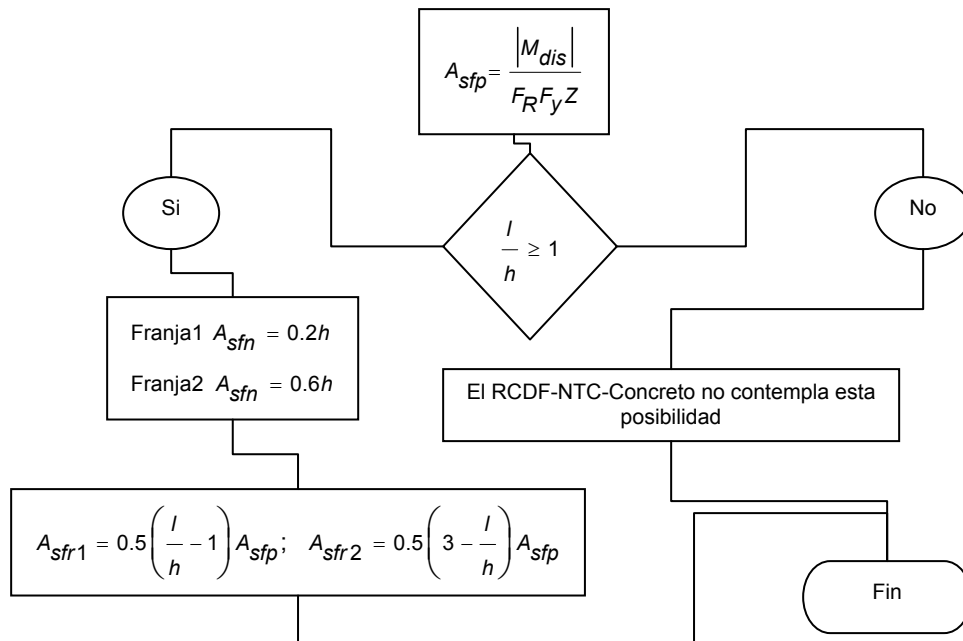 A_sfp = |M_dis| / F_R F_y Z
Si
l/h ≥ 1
No
Franja1 A_sfn = 0.2h
Franja2 A_sfn = 0.6h
El RCDF-NTC-Concreto no contempla esta
posibilidad
A_sfr1 = 0.5(l/h − 1)A_sfp; A_sfr2 = 0.5(3 − l/h)A_sfp
Fin